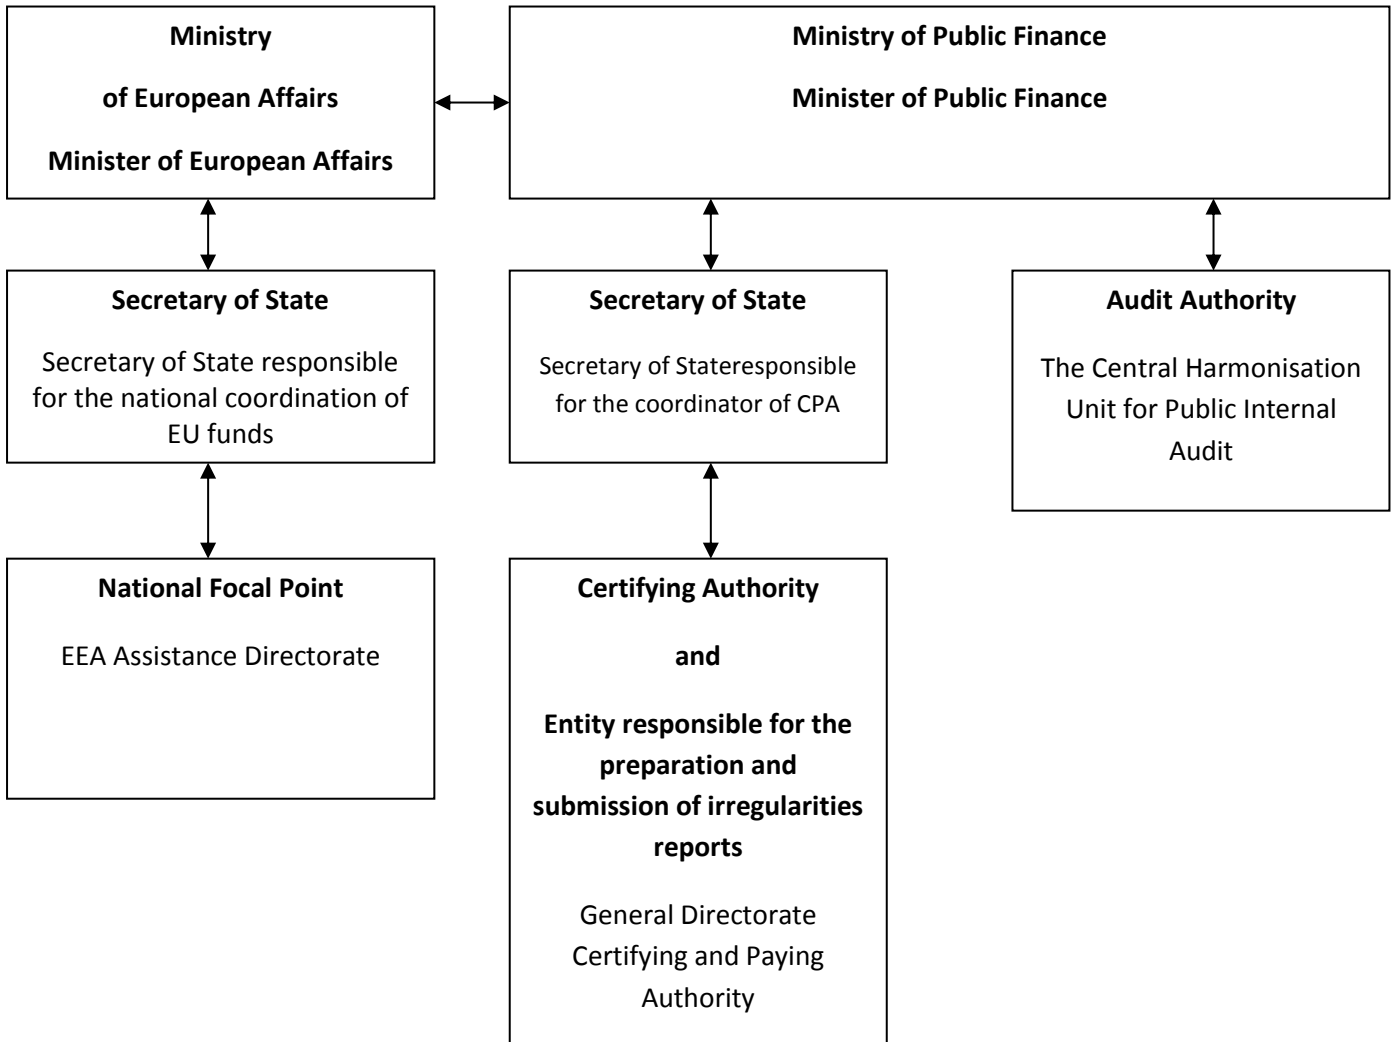 Ministry
of European Affairs
Minister of European Affairs
Ministry of Public Finance
Minister of Public Finance
Secretary of State
Secretary of State responsible
for the national coordination of
EU funds
Secretary of State
Secretary of Stateresponsible
for the coordinator of CPA
Audit Authority
The Central Harmonisation
Unit for Public Internal
Audit
National Focal Point
EEA Assistance Directorate
Certifying Authority
and
Entity responsible for the
preparation and
submission of irregularities
reports
General Directorate
Certifying and Paying
Authority